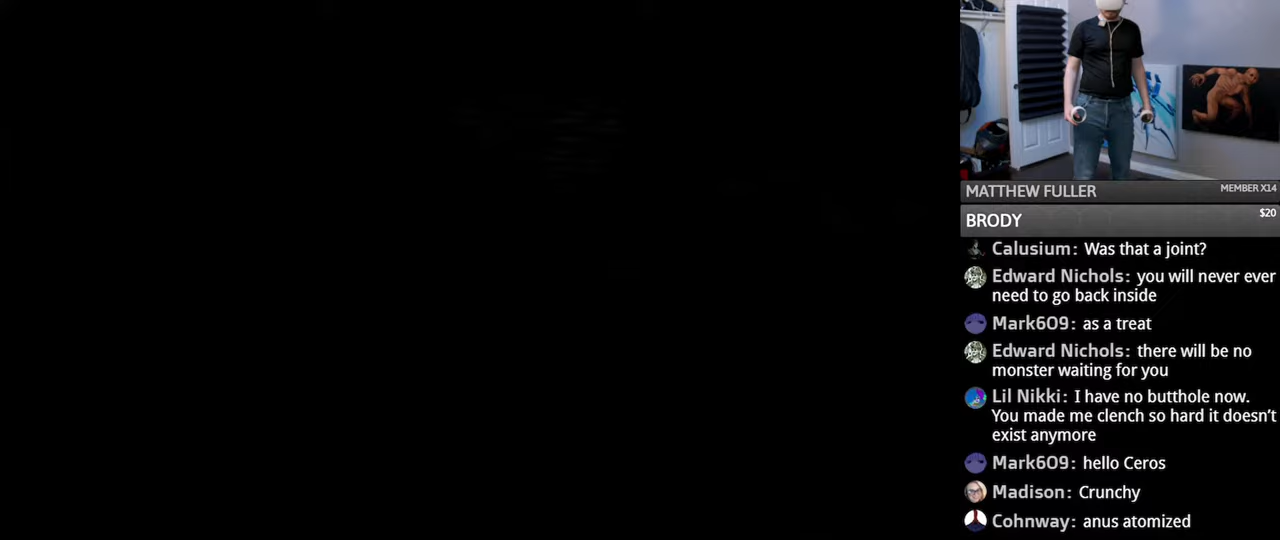 MATTHEW FULLER
MEMBER X14
BRODY
$20
Calusium: Was that a joint?
Edward Nichols: you will never ever
need to go back inside
Mark609: as a treat
Edward Nichols: there will be no
monster waiting for you
Lil Nikki: I have no butthole now.
You made me clench so hard it doesn't
exist anymore
Mark609: hello Ceros
Madison: Crunchy
Cohnway: anus atomized